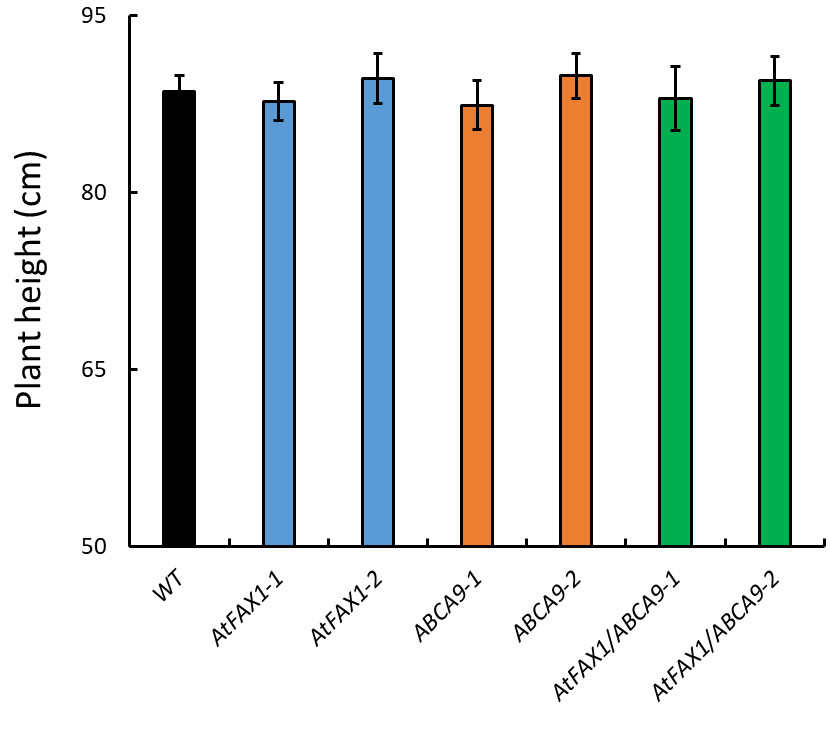 95
80
65
50
Plant height (cm)
WT
AtFAX1-1
AtFAX1-2
ABCA9-1
ABCA9-2
AtFAX1/ABCA9-1
AtFAX1/ABCA9-2